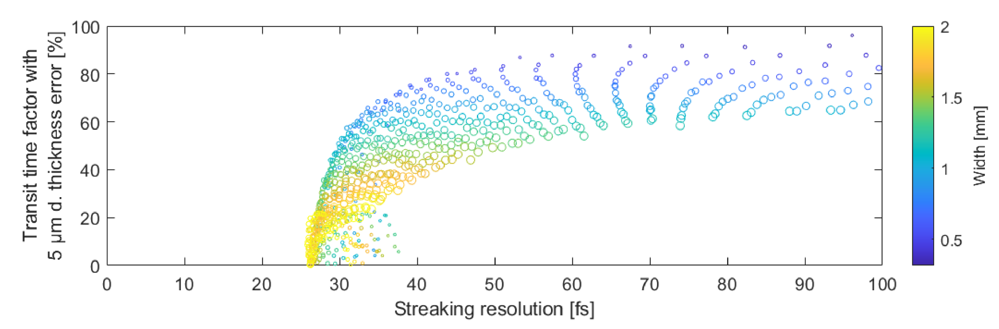 Transit time factor with
5 μm d. thickness error [%]
100
80
60
40
20
0
0 10 20 30 40 50 60 70 80 90 100
Streaking resolution [fs]
2
1.5
1
0.5
Width [mm]